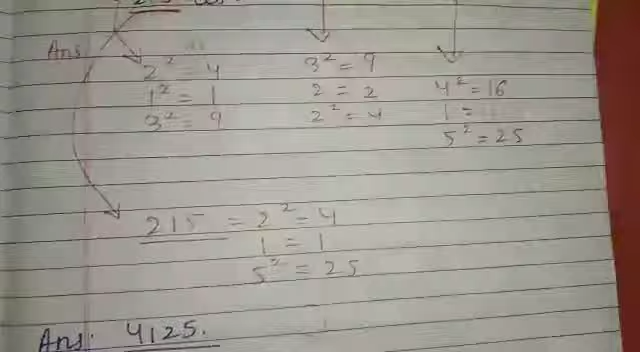 215
Ans
2² = 4
1² = 1
3² = 9
3² = 9
2 = 2
2² = 4
4² = 16
1 =
5² = 25
215 = 2² = 4
1 = 1
5² = 25
Ans: 4125.